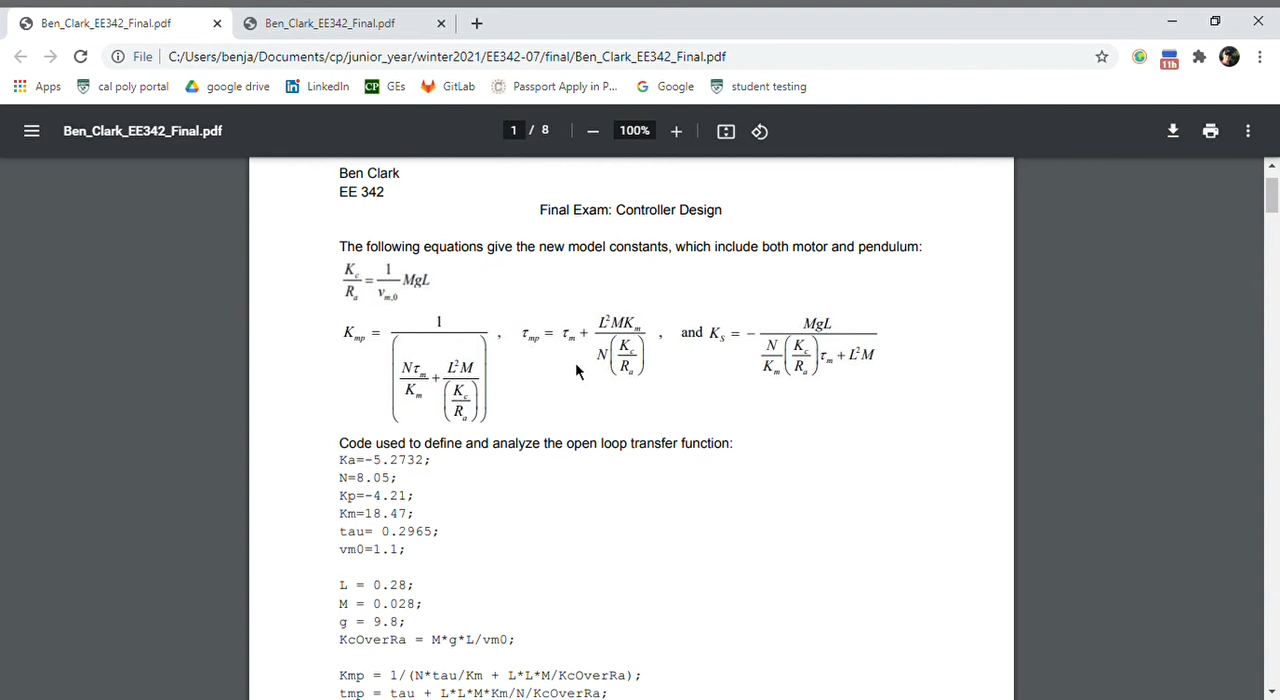 Ben_Clark_EE342_Final.pdf
Ben_Clark_EE342_Final.pdf
File
C:/Users/benja/Documents/cp/junior_year/winter2021/EE342-07/final/Ben_Clark_EE342_Final.pdf
11h
Apps cal poly portal google drive LinkedIn CP GEs GitLab Passport Apply in P... Google student testing
Ben_Clark_EE342_Final.pdf 1 / 8 100%
Ben Clark
EE 342
Final Exam: Controller Design
The following equations give the new model constants, which include both motor and pendulum:
K_c/R_a = 1/v_m,0 MgL
K_mp = 1/(Nτ_m/K_m + L²M/(K_c/R_a)) , τ_mp = τ_m + L²MK_m/N(K_c/R_a) , and K_S = - MgL/(N/K_m (K_c/R_a) τ_m + L²M)
Code used to define and analyze the open loop transfer function:
Ka=-5.2732;
N=8.05;
Kp=-4.21;
Km=18.47;
tau= 0.2965;
vm0=1.1;
L = 0.28;
M = 0.028;
g = 9.8;
KcOverRa = M*g*L/vm0;
Kmp = 1/(N*tau/Km + L*L*M/KcOverRa);
tmp = tau + L*L*M*Km/N/KcOverRa;